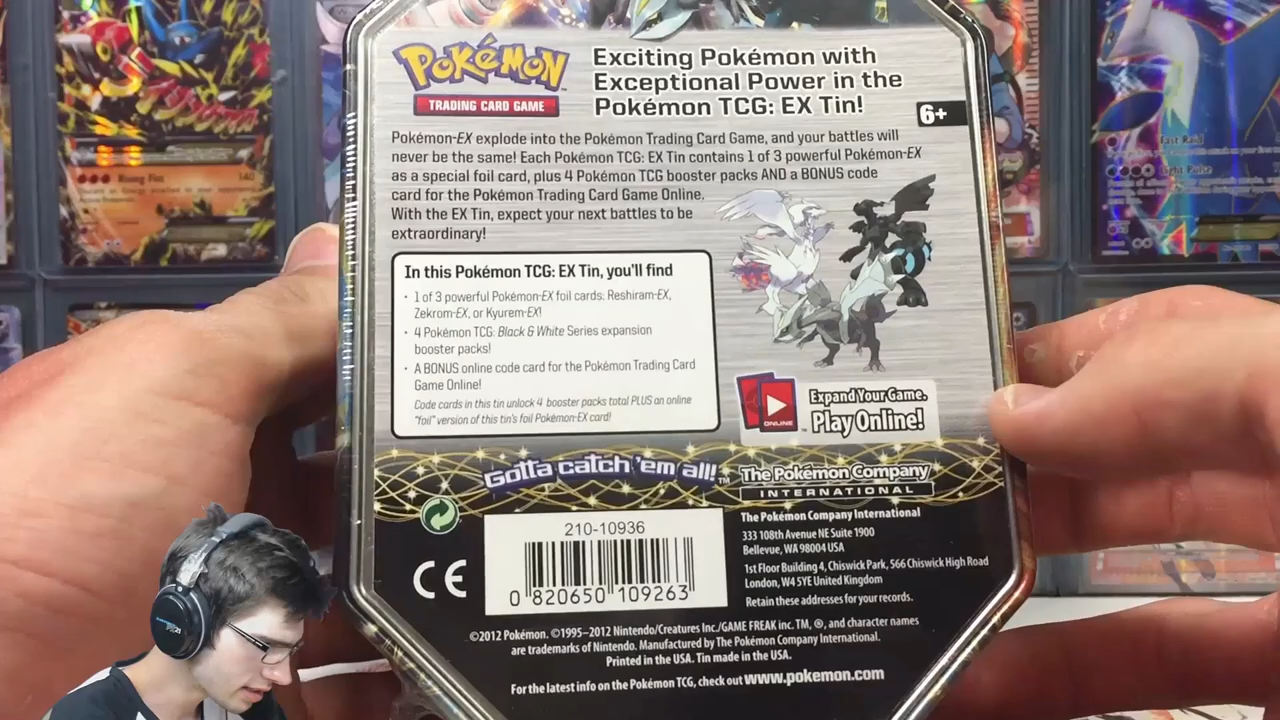 POKéMON
TRADING CARD GAME
Exciting Pokémon with
Exceptional Power in the
Pokémon TCG: EX Tin!
6+
Pokémon-EX explode into the Pokémon Trading Card Game, and your battles will
never be the same! Each Pokémon TCG: EX Tin contains 1 of 3 powerful Pokémon-EX
as a special foil card, plus 4 Pokémon TCG booster packs AND a BONUS code
card for the Pokémon Trading Card Game Online.
With the EX Tin, expect your next battles to be
extraordinary!
In this Pokémon TCG: EX Tin, you'll find
• 1 of 3 powerful Pokémon-EX foil cards: Reshiram-EX,
Zekrom-EX, or Kyurem-EX!
• 4 Pokémon TCG: Black & White Series expansion
booster packs!
• A BONUS online code card for the Pokémon Trading Card
Game Online!
Code cards in this tin unlock 4 booster packs total PLUS an online
"foil" version of this tin's foil Pokémon-EX card!
ONLINE
Expand Your Game.
Play Online!
Gotta catch 'em all!™
The Pokémon Company
INTERNATIONAL
CE
210-10936
0 820650 109263
The Pokémon Company International
333 108th Avenue NE Suite 1900
Bellevue, WA 98004 USA
1st Floor Building 4, Chiswick Park, 566 Chiswick High Road
London, W4 5YE United Kingdom
Retain these addresses for your records.
©2012 Pokémon. ©1995–2012 Nintendo/Creatures Inc./GAME FREAK inc. TM, ®, and character names
are trademarks of Nintendo. Manufactured by The Pokémon Company International.
Printed in the USA. Tin made in the USA.
For the latest info on the Pokémon TCG, check out www.pokemon.com
Rising Fist 140
Fast Raid
Light Pulse